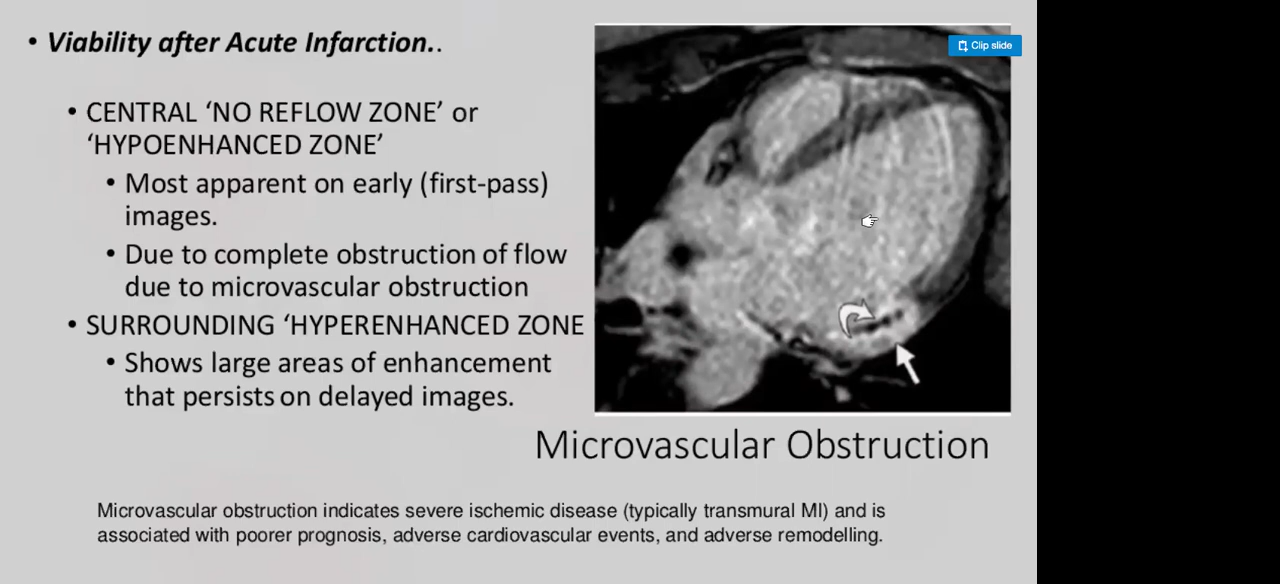 • Viability after Acute Infarction..
Clip slide
• CENTRAL ‘NO REFLOW ZONE’ or
‘HYPOENHANCED ZONE’
• Most apparent on early (first-pass)
images.
• Due to complete obstruction of flow
due to microvascular obstruction
• SURROUNDING ‘HYPERENHANCED ZONE
• Shows large areas of enhancement
that persists on delayed images.
Microvascular Obstruction
Microvascular obstruction indicates severe ischemic disease (typically transmural MI) and is
associated with poorer prognosis, adverse cardiovascular events, and adverse remodelling.